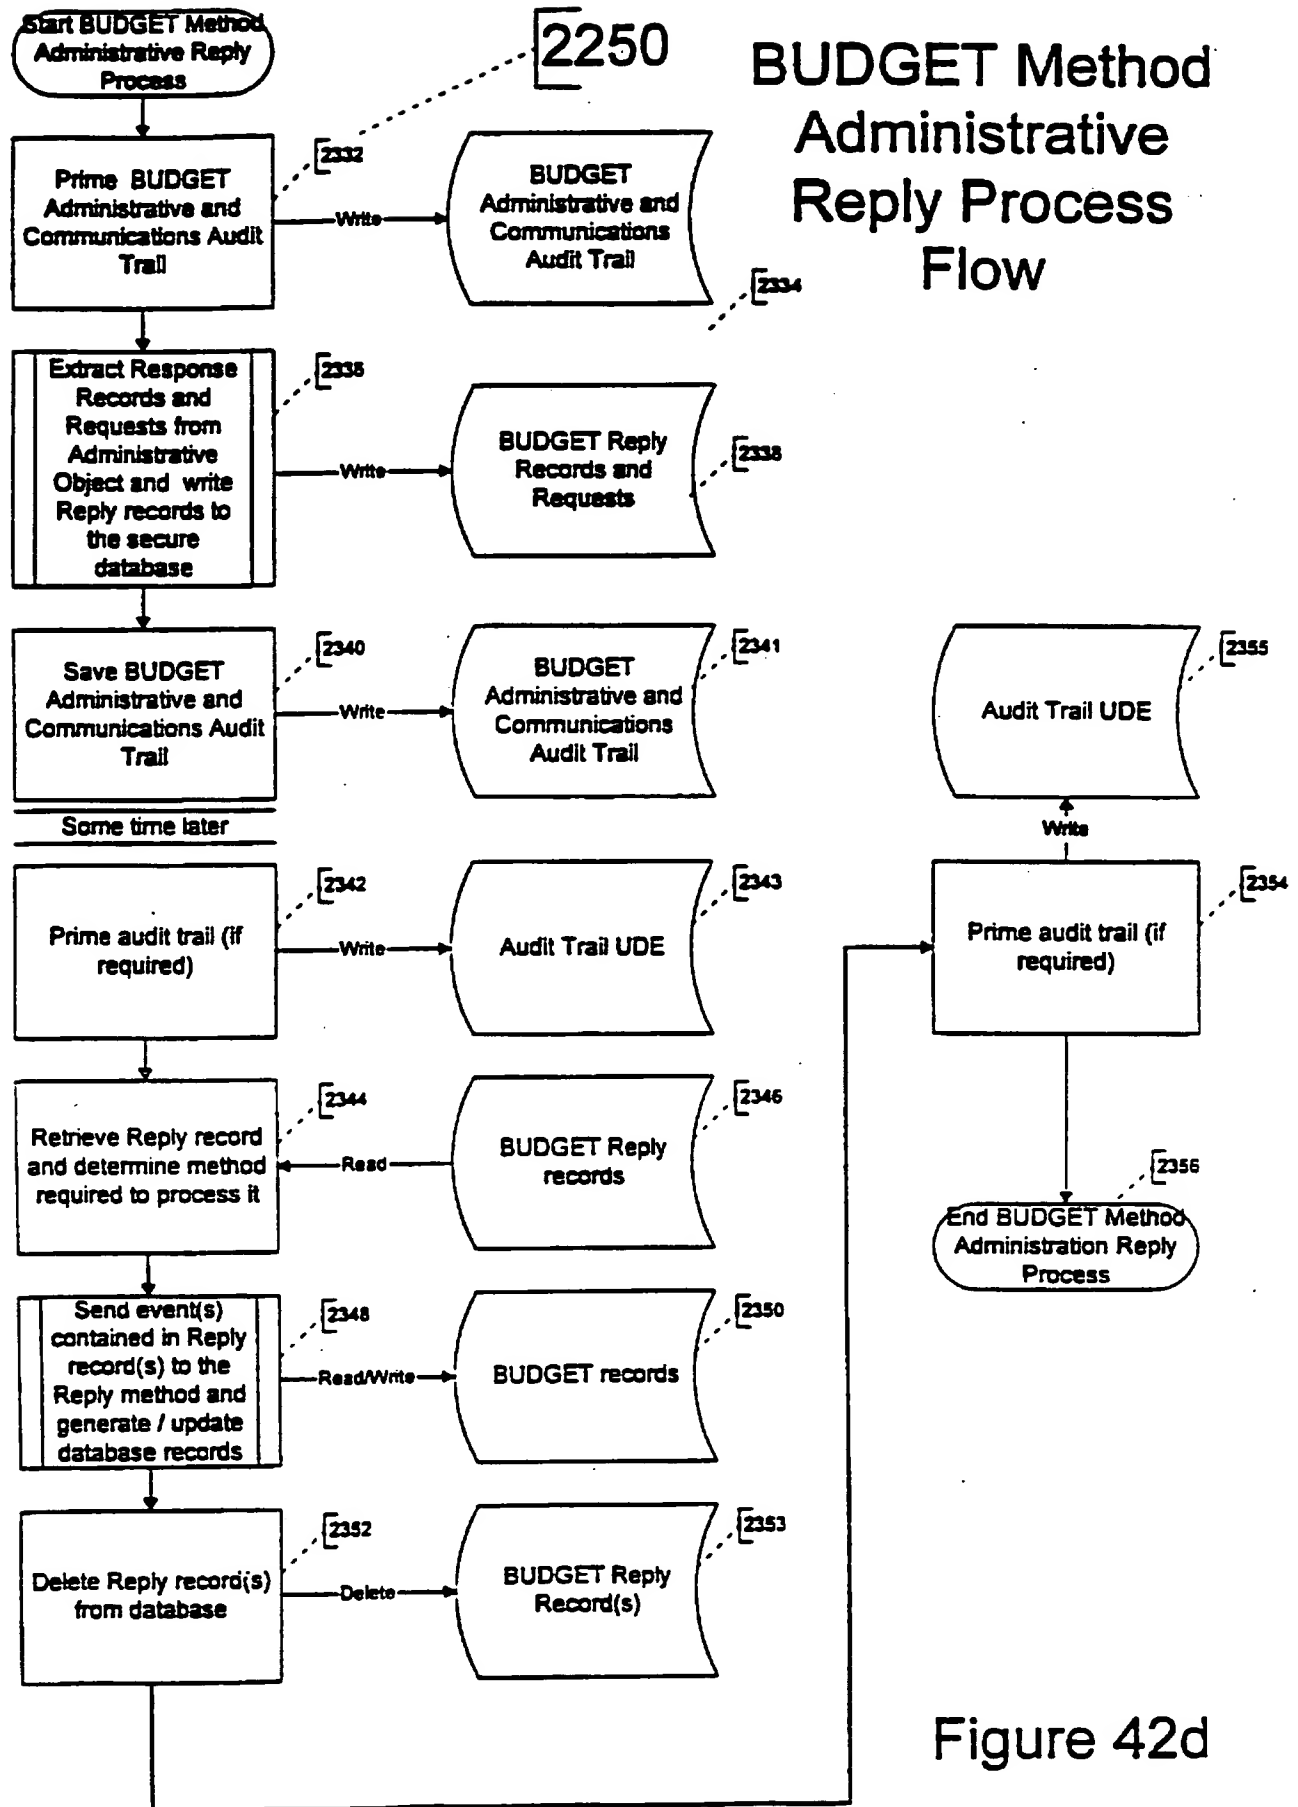 Start BUDGET Method
Administrative Reply
Process
2250
BUDGET Method
Administrative
Reply Process
Flow
2332
Prime BUDGET
Administrative and
Communications Audit
Trail
Write
BUDGET
Administrative and
Communications
Audit Trail
2334
Extract Response
Records and
Requests from
Administrative
Object and write
Reply records to
the secure
database
2335
Write
BUDGET Reply
Records and
Requests
2338
Save BUDGET
Administrative and
Communications Audit
Trail
2340
Write
BUDGET
Administrative and
Communications
Audit Trail
2341
Audit Trail UDE
2355
Write
Some time later
Prime audit trail (if
required)
2342
Write
Audit Trail UDE
2343
Prime audit trail (if
required)
2354
Retrieve Reply record
and determine method
required to process it
2344
Read
BUDGET Reply
records
2346
2356
End BUDGET Method
Administration Reply
Process
Send event(s)
contained in Reply
record(s) to the
Reply method and
generate / update
database records
2348
Read/Write
BUDGET records
2350
Delete Reply record(s)
from database
2352
Delete
BUDGET Reply
Record(s)
2353
Figure 42d